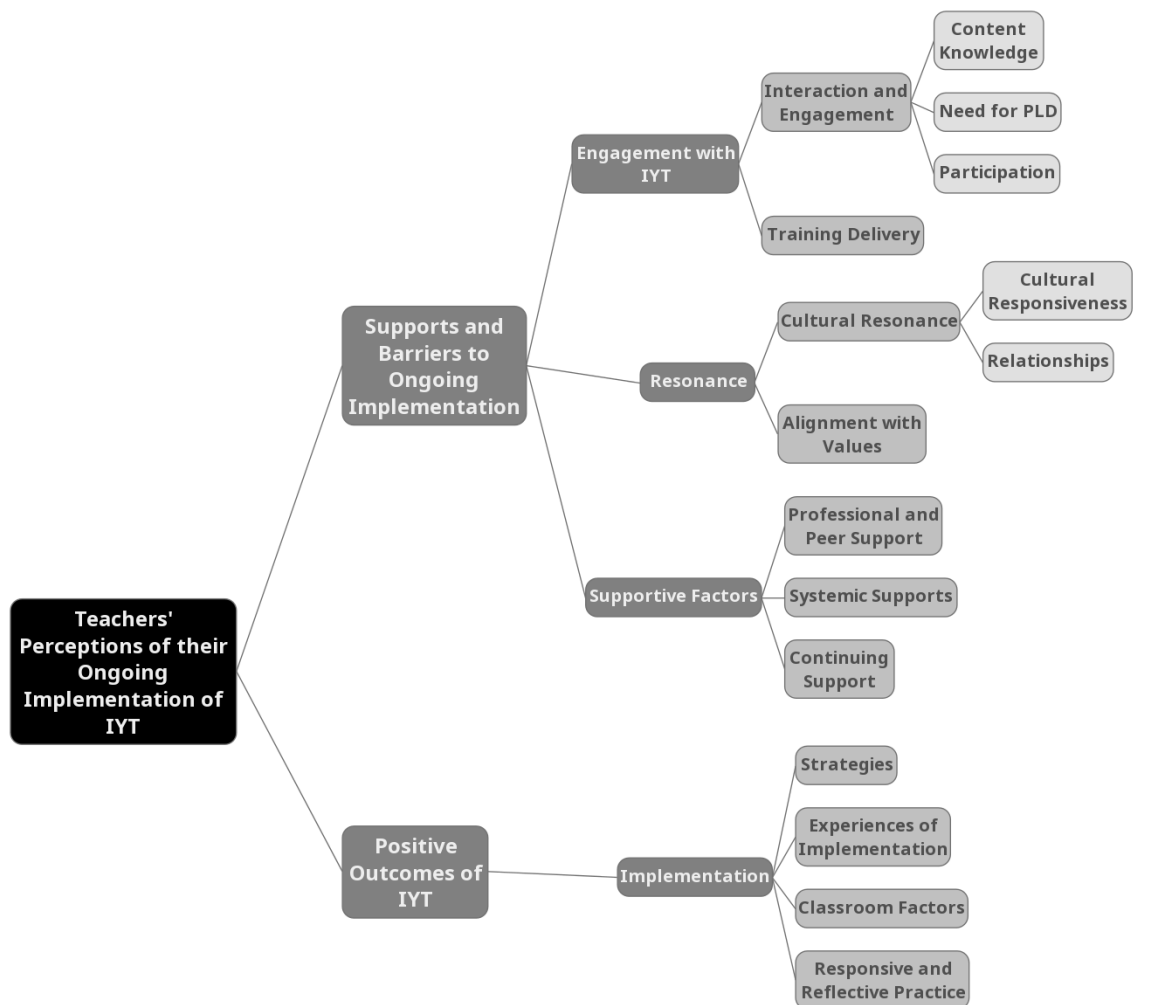 Teachers'
Perceptions of their
Ongoing
Implementation of
IYT
Supports and
Barriers to
Ongoing
Implementation
Engagement with
IYT
Interaction and
Engagement
Content
Knowledge
Need for PLD
Participation
Training Delivery
Resonance
Cultural Resonance
Cultural
Responsiveness
Relationships
Alignment with
Values
Supportive Factors
Professional and
Peer Support
Systemic Supports
Continuing
Support
Positive
Outcomes of
IYT
Implementation
Strategies
Experiences of
Implementation
Classroom Factors
Responsive and
Reflective Practice